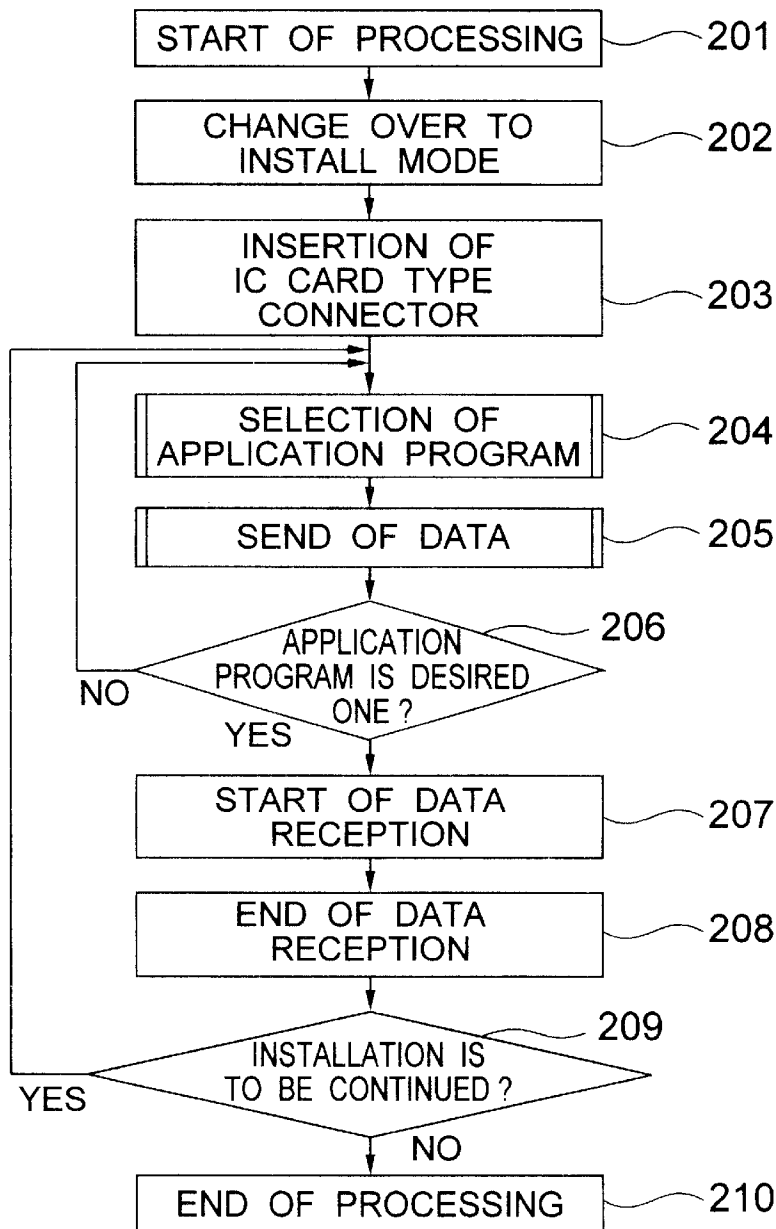 START OF PROCESSING
201
CHANGE OVER TO
INSTALL MODE
202
INSERTION OF
IC CARD TYPE
CONNECTOR
203
SELECTION OF
APPLICATION PROGRAM
204
SEND OF DATA
205
206
APPLICATION
PROGRAM IS DESIRED
ONE ?
NO
YES
START OF DATA
RECEPTION
207
END OF DATA
RECEPTION
208
209
INSTALLATION IS
TO BE CONTINUED ?
YES
NO
END OF PROCESSING
210